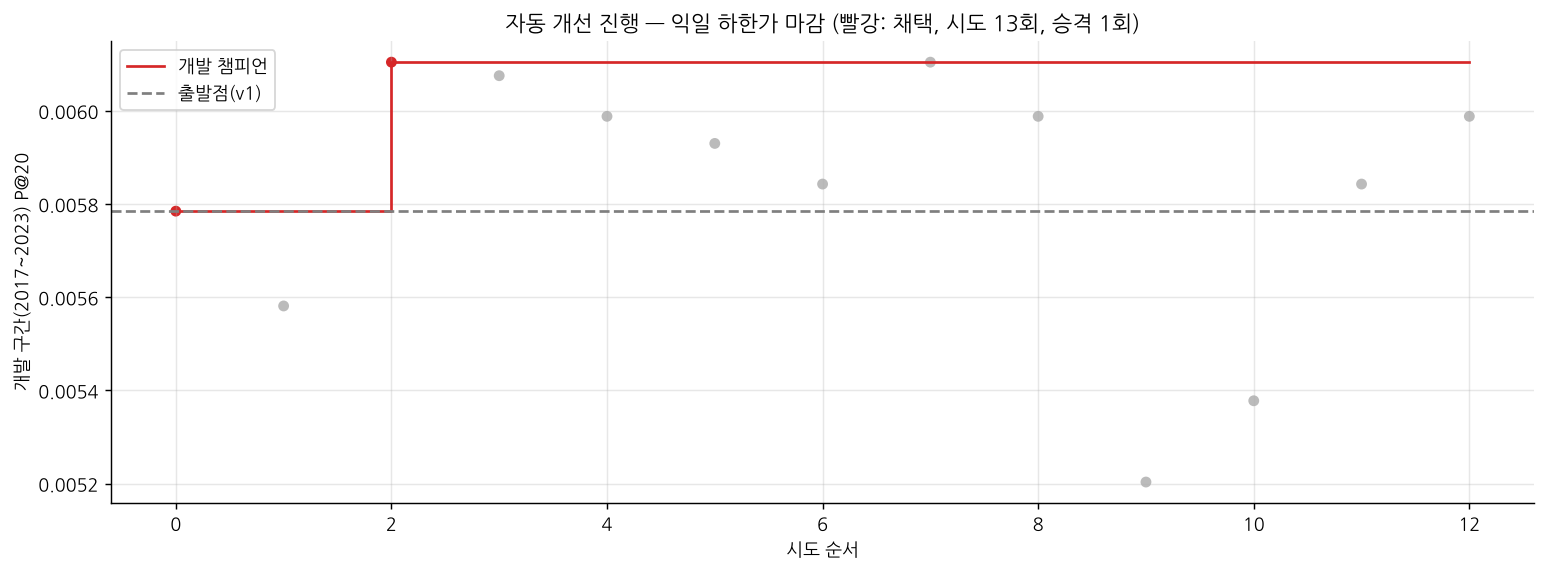 자동 개선 진행 — 익일 하한가 마감 (빨강: 채택, 시도 13회, 승격 1회)
개발 챔피언
출발점(v1)
개발 구간(2017~2023) P@20
0.0060
0.0058
0.0056
0.0054
0.0052
0 2 4 6 8 10 12
시도 순서